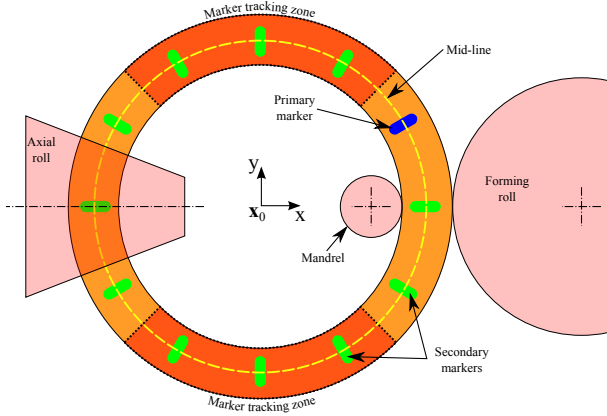 Marker tracking zone
Mid-line
Primary
marker
Axial
roll
Forming
roll
y
x₀
x
Mandrel
Secondary
markers
Marker tracking zone